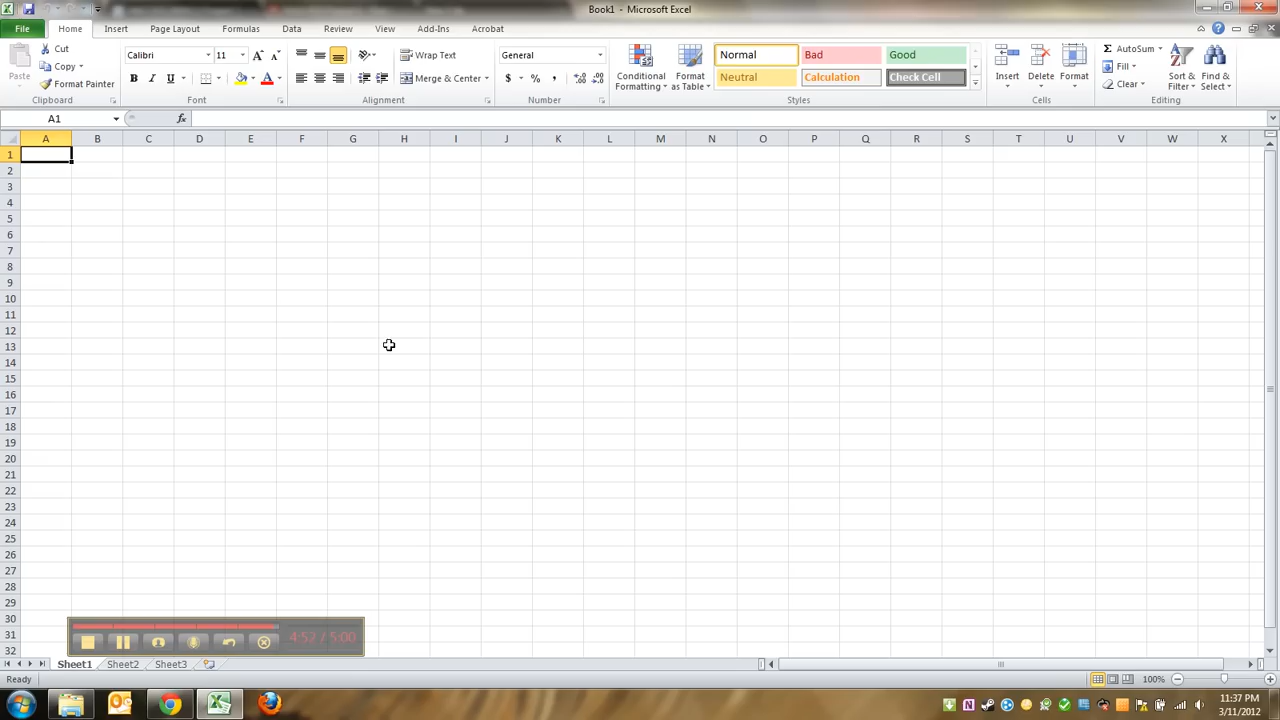 Book1 - Microsoft Excel
File Home Insert Page Layout Formulas Data Review View Add-Ins Acrobat
Cut Calibri 11 Wrap Text General Normal Bad Good AutoSum
Copy Fill
Paste Format Painter Merge & Center $ % , Conditional Formatting Format as Table Neutral Calculation Check Cell Insert Delete Format Clear Sort & Filter Find & Select
Clipboard Font Alignment Number Styles Cells Editing
A1 fx
A B C D E F G H I J K L M N O P Q R S T U V W X
1
2
3
4
5
6
7
8
9
10
11
12
13
14
15
16
17
18
19
20
21
22
23
24
25
26
27
28
29
30
31
32
4:52 / 5:00
Sheet1 Sheet2 Sheet3
Ready 100%
11:37 PM
3/11/2012